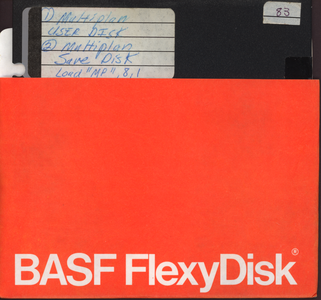 1) Multiplan
USER DISK
2) Multiplan
Save Disk
Load "MP",8,1
83
BASF FlexyDisk®